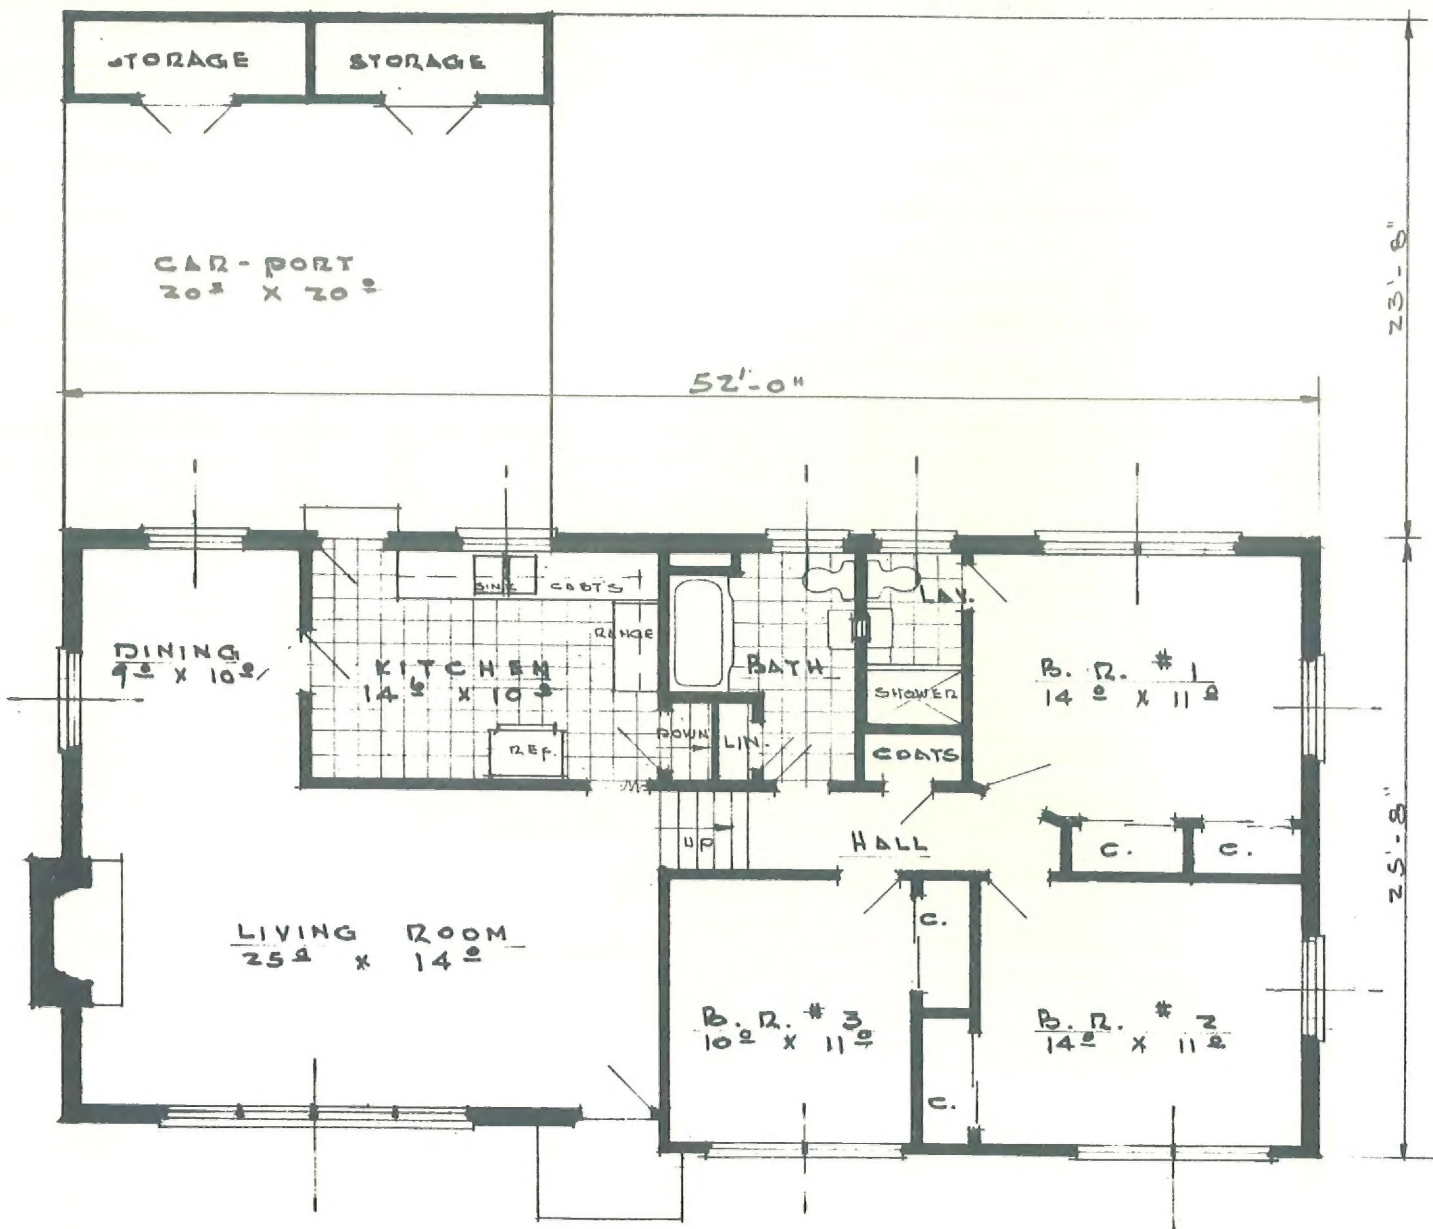 STORAGE
STORAGE
CAR-PORT
20⁰ X 20⁰
23'-8"
52'-0"
SINK
CABTS
RANGE
LAV.
DINING
9⁰ X 10⁰
KITCHEN
14⁶ X 10⁰
BATH
B. R. #1
14⁰ X 11⁰
SHOWER
REF.
DOWN
LIN.
COATS
UP
HALL
C.
C.
25'-8"
LIVING ROOM
25⁰ X 14⁰
C.
B. R. #3
10⁰ X 11⁰
B. R. #2
14⁰ X 11⁰
C.